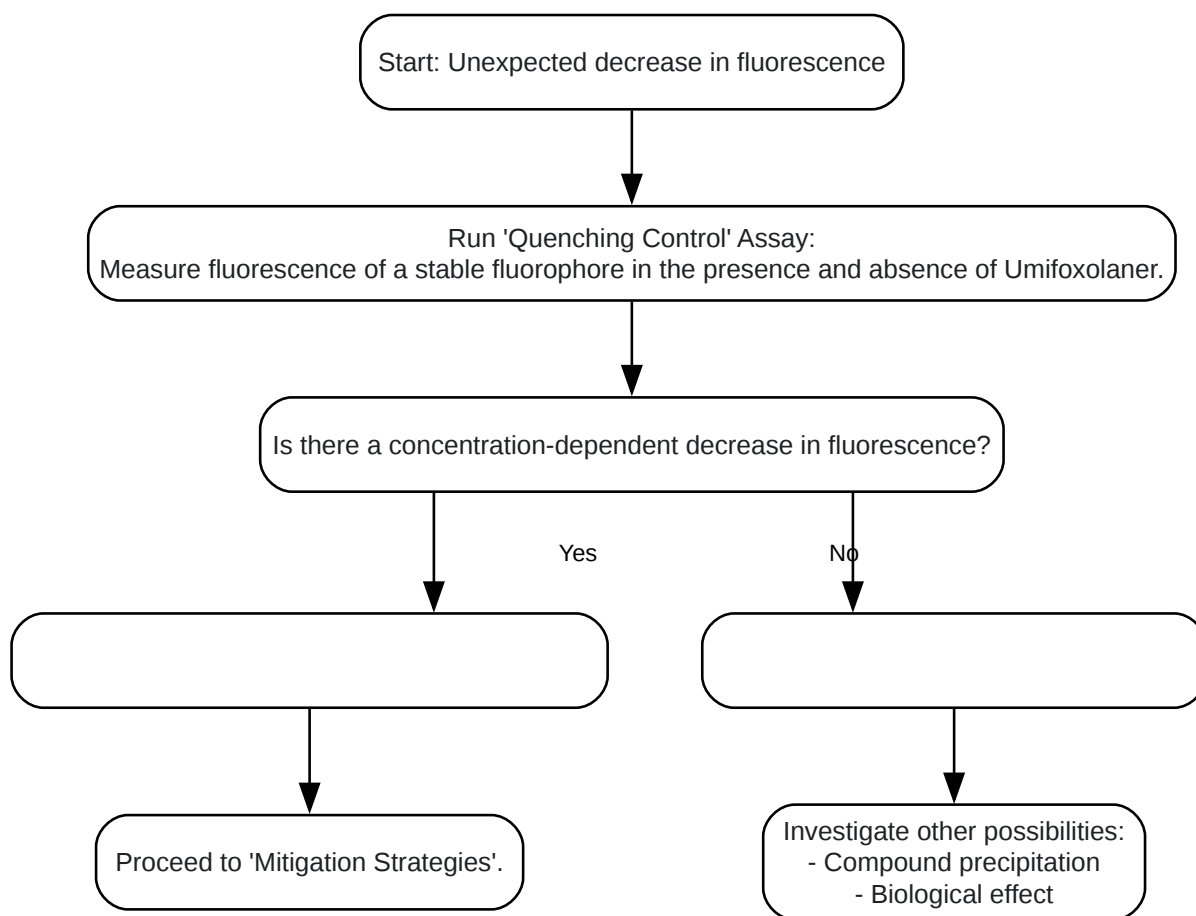 Start: Unexpected decrease in fluorescence
Run 'Quenching Control' Assay:
Measure fluorescence of a stable fluorophore in the presence and absence of Umifoxolaner.
Is there a concentration-dependent decrease in fluorescence?
Yes
No
Proceed to 'Mitigation Strategies'.
Investigate other possibilities:
- Compound precipitation
- Biological effect